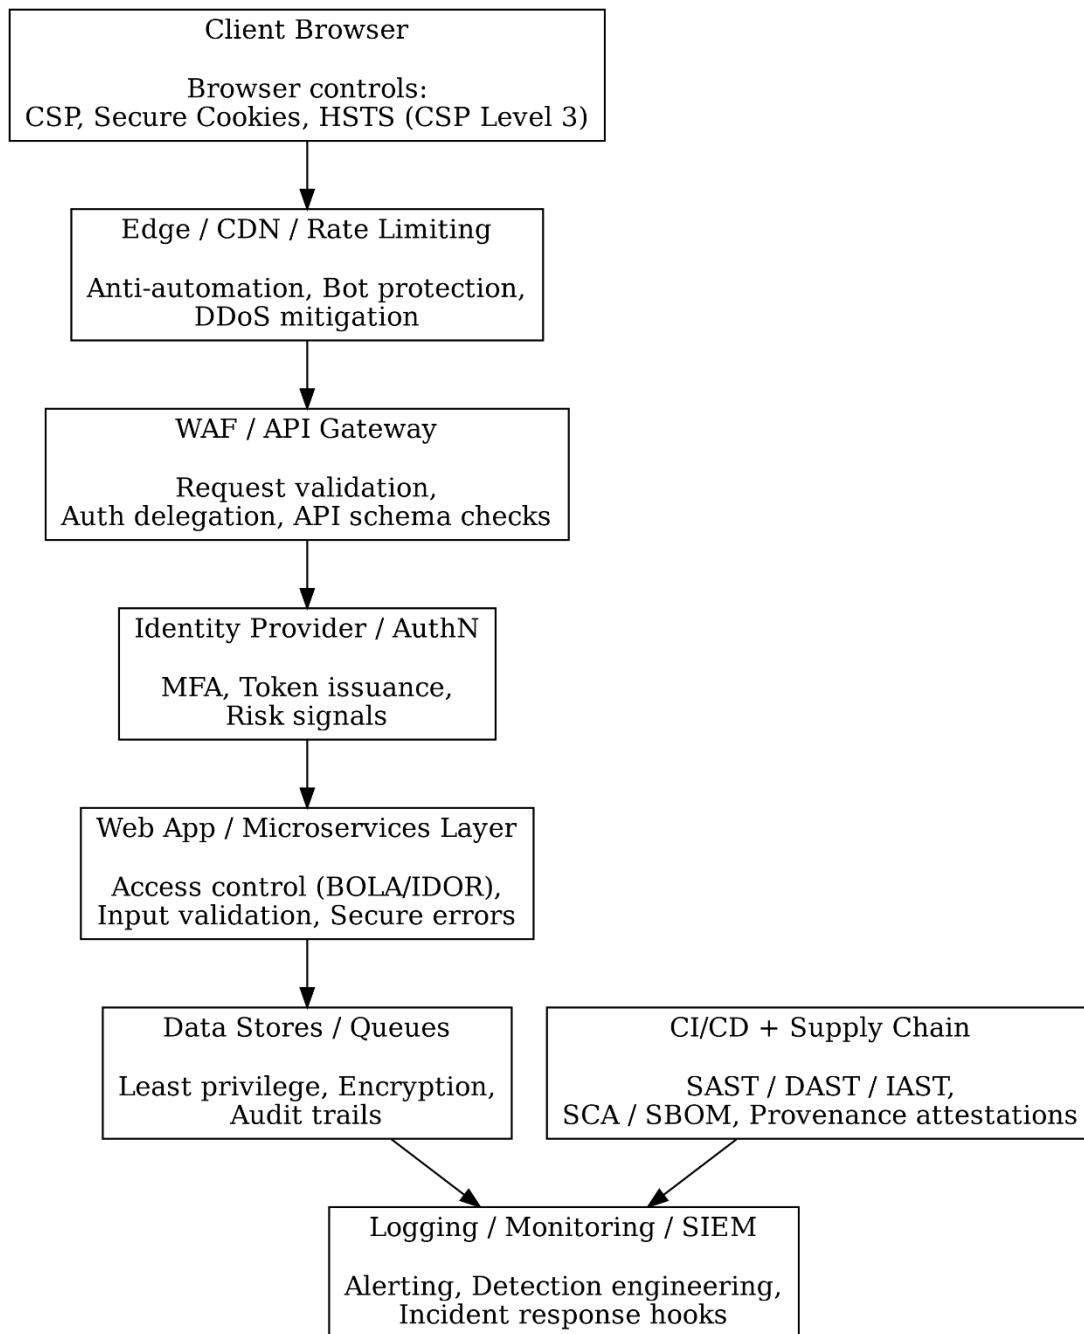 Client Browser
Browser controls:
CSP, Secure Cookies, HSTS (CSP Level 3)
Edge / CDN / Rate Limiting
Anti-automation, Bot protection,
DDoS mitigation
WAF / API Gateway
Request validation,
Auth delegation, API schema checks
Identity Provider / AuthN
MFA, Token issuance,
Risk signals
Web App / Microservices Layer
Access control (BOLA/IDOR),
Input validation, Secure errors
Data Stores / Queues
Least privilege, Encryption,
Audit trails
CI/CD + Supply Chain
SAST / DAST / IAST,
SCA / SBOM, Provenance attestations
Logging / Monitoring / SIEM
Alerting, Detection engineering,
Incident response hooks